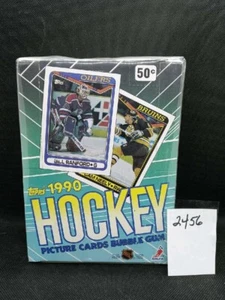 50¢
OILERS
BILL RANFORD • G
BRUINS
Topps 1990
HOCKEY
PICTURE CARDS BUBBLE GUM
2456